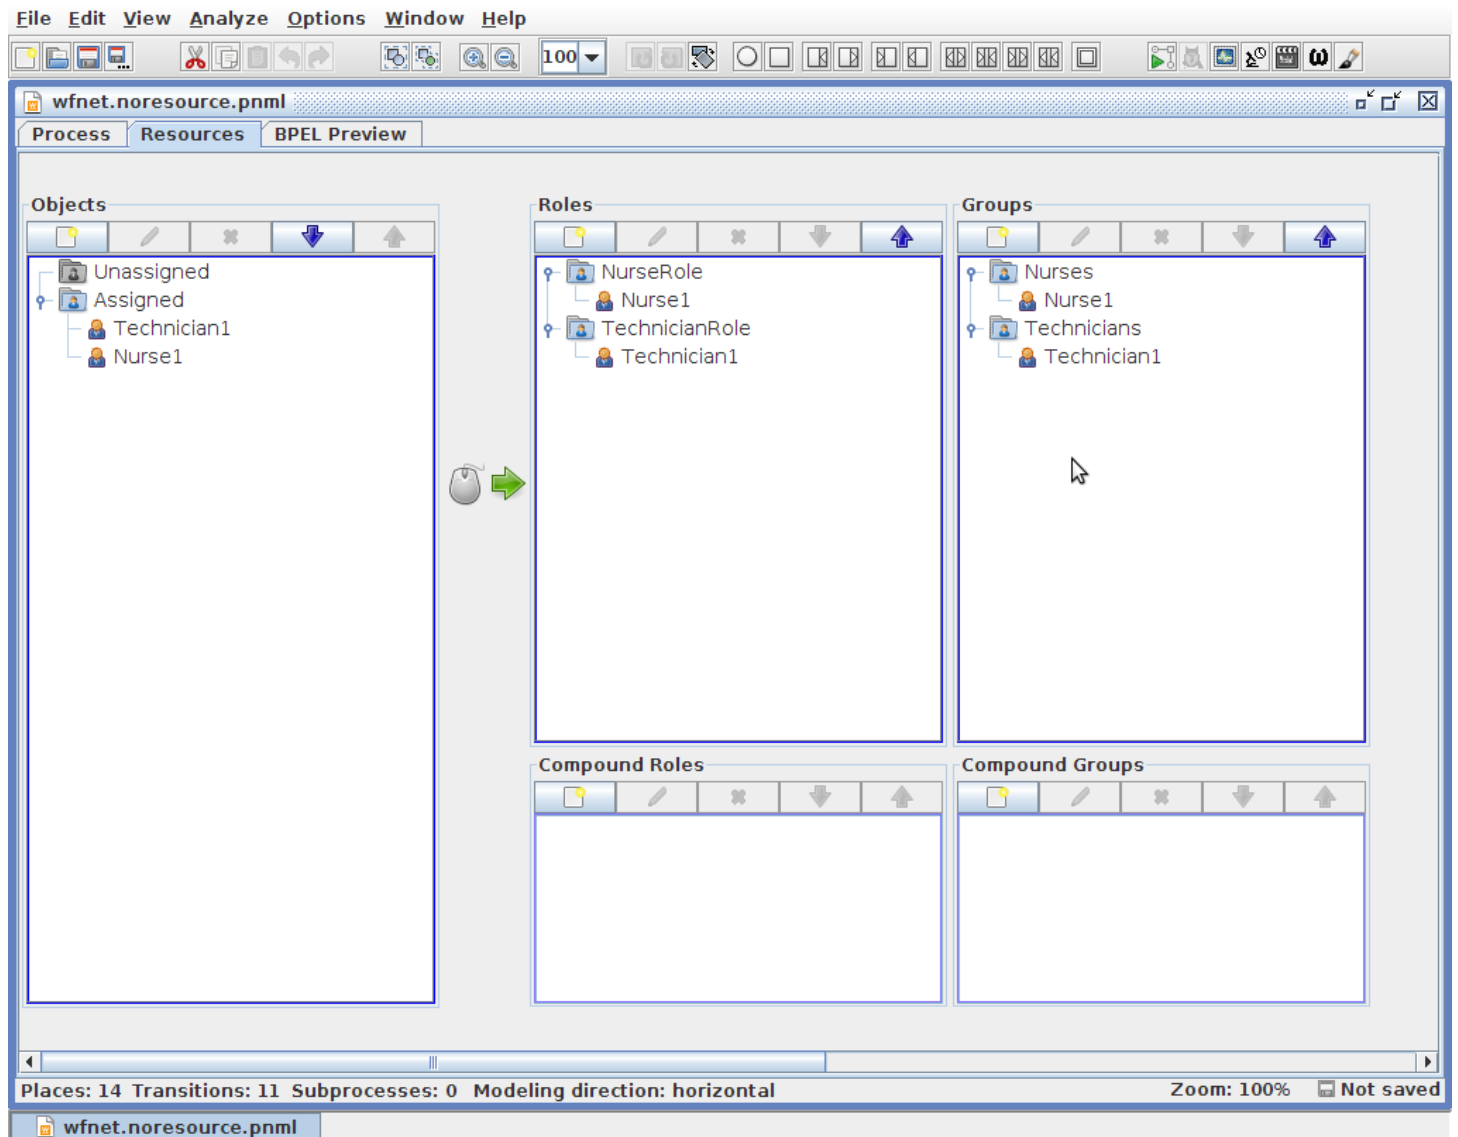 File Edit View Analyze Options Window Help
100
wfnet.noresource.pnml
Process Resources BPEL Preview
Objects Roles Groups
Unassigned NurseRole Nurses
Assigned Nurse1 Nurse1
Technician1 TechnicianRole Technicians
Nurse1 Technician1 Technician1
Compound Roles Compound Groups
Places: 14 Transitions: 11 Subprocesses: 0 Modeling direction: horizontal Zoom: 100% Not saved
wfnet.noresource.pnml